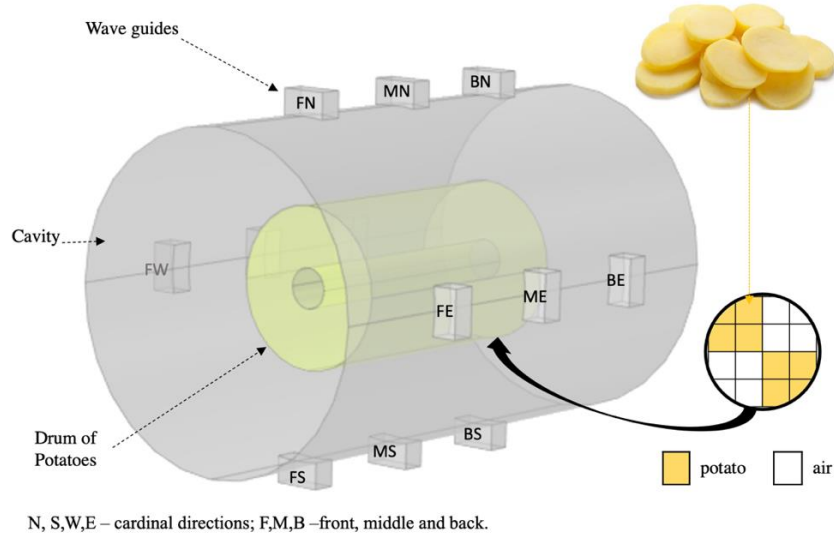 Wave guides
FN
MN
BN
Cavity
FW
FE
ME
BE
Drum of
Potatoes
FS
MS
BS
potato
air
N, S,W,E – cardinal directions; F,M,B –front, middle and back.